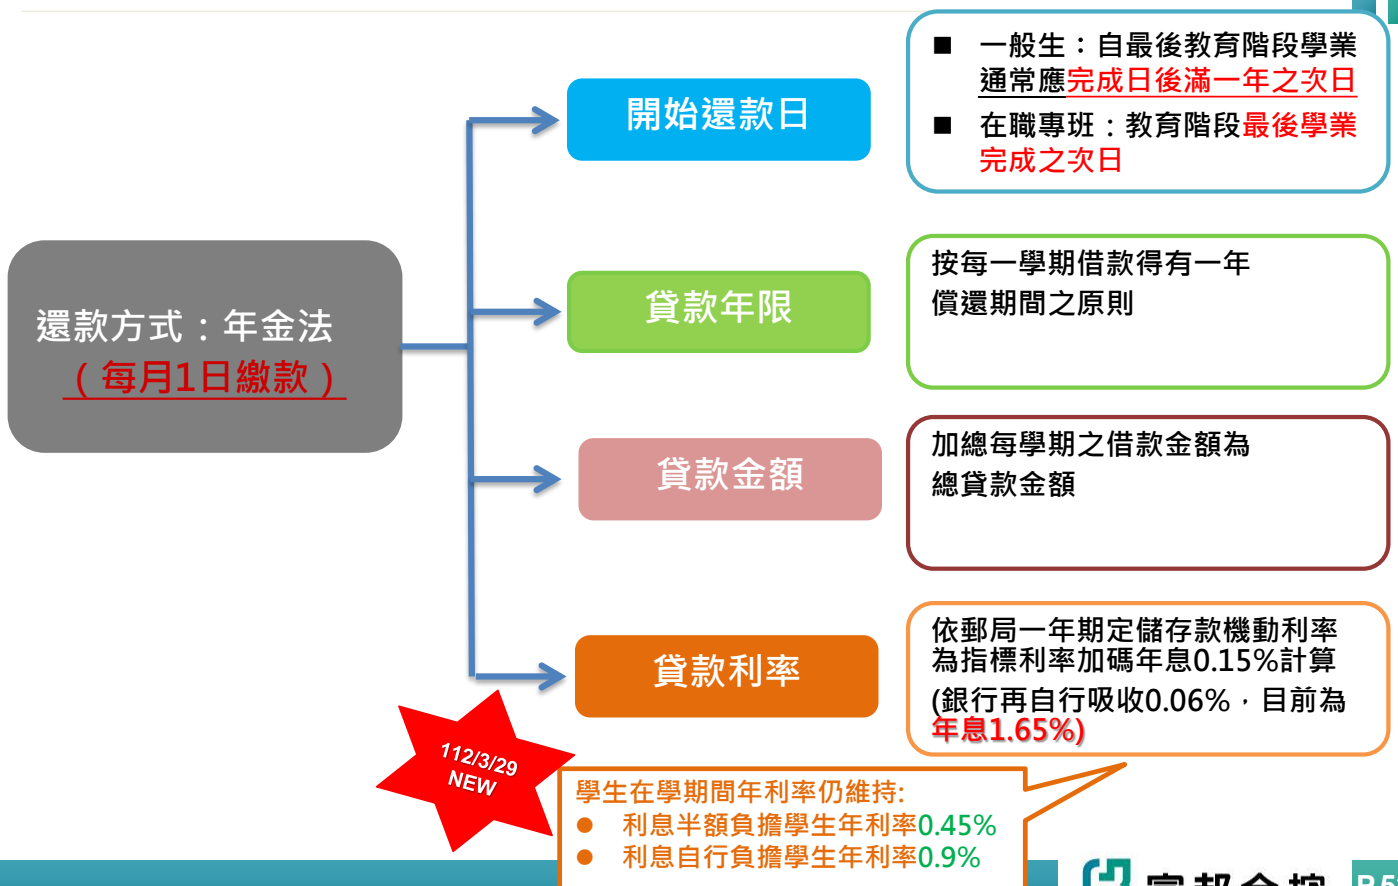 還款方式：年金法
（每月1日繳款）
開始還款日
■ 一般生：自最後教育階段學業
通常應完成日後滿一年之次日
■ 在職專班：教育階段最後學業
完成之次日
貸款年限
按每一學期借款得有一年
償還期間之原則
貸款金額
加總每學期之借款金額為
總貸款金額
貸款利率
依郵局一年期定儲存款機動利率
為指標利率加碼年息0.15%計算
(銀行再自行吸收0.06%，目前為
年息1.65%)
112/3/29
NEW
學生在學期間年利率仍維持:
● 利息半額負擔學生年利率0.45%
● 利息自行負擔學生年利率0.9%
富邦金控
P.5